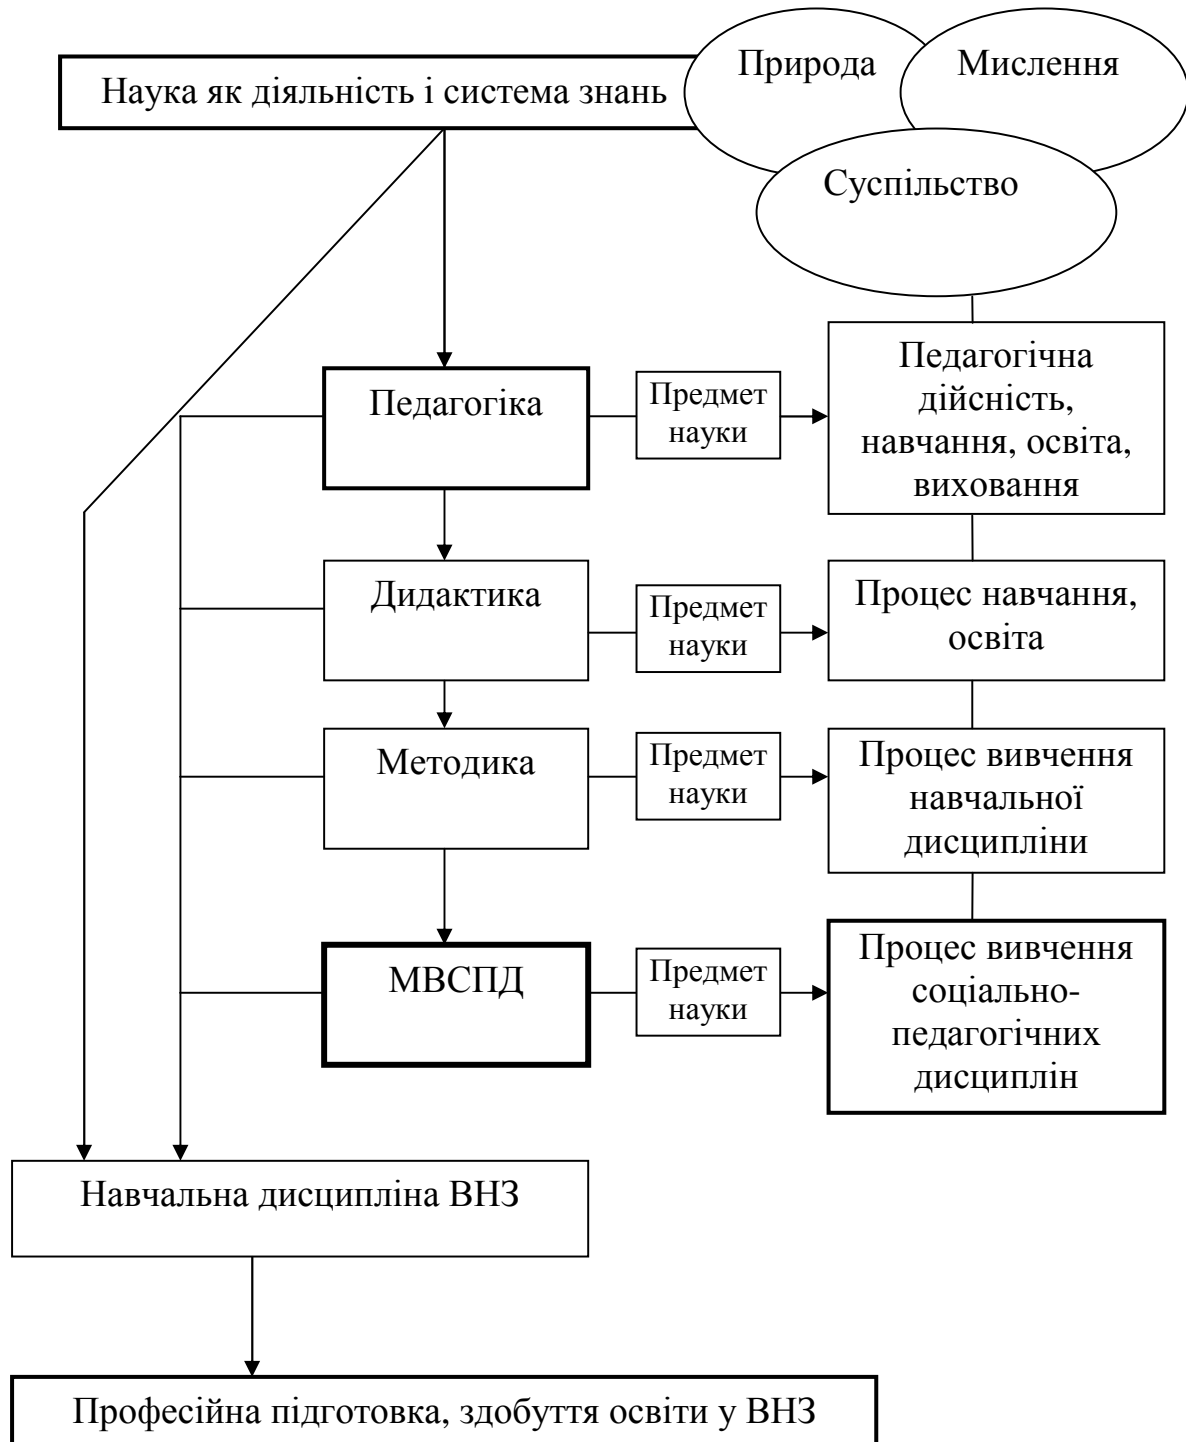 Природа
Мислення
Наука як діяльність і система знань
Суспільство
Педагогіка
Предмет
науки
Педагогічна
дійсність,
навчання, освіта,
виховання
Дидактика
Предмет
науки
Процес навчання,
освіта
Методика
Предмет
науки
Процес вивчення
навчальної
дисципліни
МВСПД
Предмет
науки
Процес вивчення
соціально-
педагогічних
дисциплін
Навчальна дисципліна ВНЗ
Професійна підготовка, здобуття освіти у ВНЗ